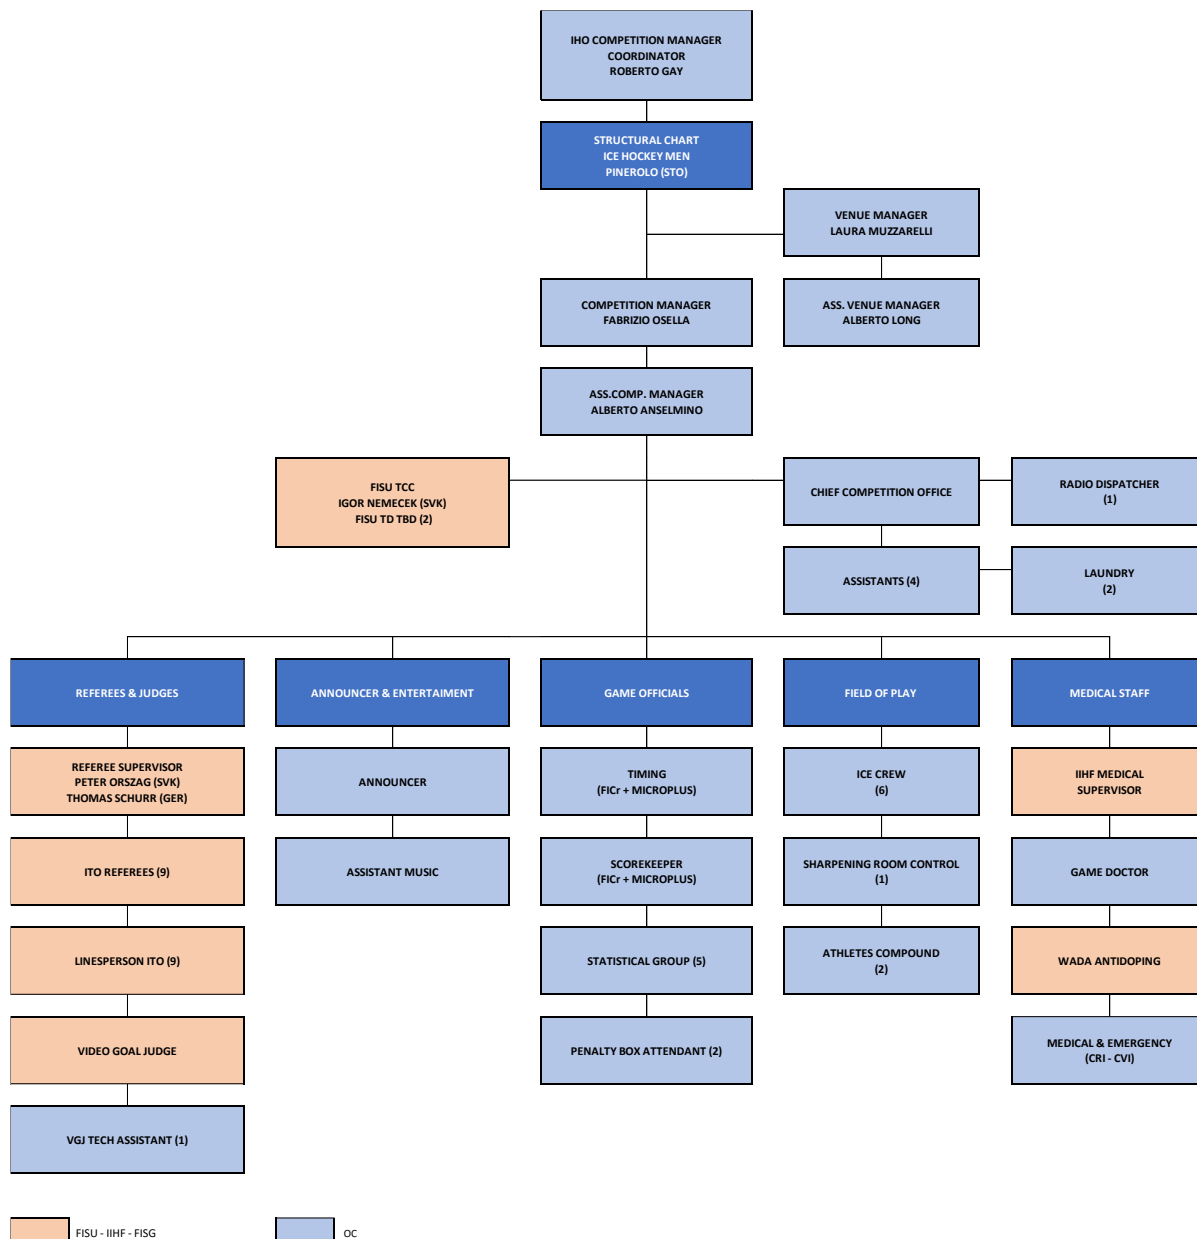 IHO COMPETITION MANAGER
COORDINATOR
ROBERTO GAY
STRUCTURAL CHART
ICE HOCKEY MEN
PINEROLO (STO)
VENUE MANAGER
LAURA MUZZARELLI
COMPETITION MANAGER
FABRIZIO OSELLA
ASS. VENUE MANAGER
ALBERTO LONG
ASS.COMP. MANAGER
ALBERTO ANSELMINO
FISU TCC
IGOR NEMECEK (SVK)
FISU TD TBD (2)
CHIEF COMPETITION OFFICE
RADIO DISPATCHER
(1)
ASSISTANTS (4)
LAUNDRY
(2)
REFEREES & JUDGES
ANNOUNCER & ENTERTAIMENT
GAME OFFICIALS
FIELD OF PLAY
MEDICAL STAFF
REFEREE SUPERVISOR
PETER ORSZAG (SVK)
THOMAS SCHURR (GER)
ANNOUNCER
TIMING
(FICr + MICROPLUS)
ICE CREW
(6)
IIHF MEDICAL
SUPERVISOR
ITO REFEREES (9)
ASSISTANT MUSIC
SCOREKEEPER
(FICr + MICROPLUS)
SHARPENING ROOM CONTROL
(1)
GAME DOCTOR
LINESPERSON ITO (9)
STATISTICAL GROUP (5)
ATHLETES COMPOUND
(2)
WADA ANTIDOPING
VIDEO GOAL JUDGE
PENALTY BOX ATTENDANT (2)
MEDICAL & EMERGENCY
(CRI - CVI)
VGJ TECH ASSISTANT (1)
FISU - IIHF - FISG
OC